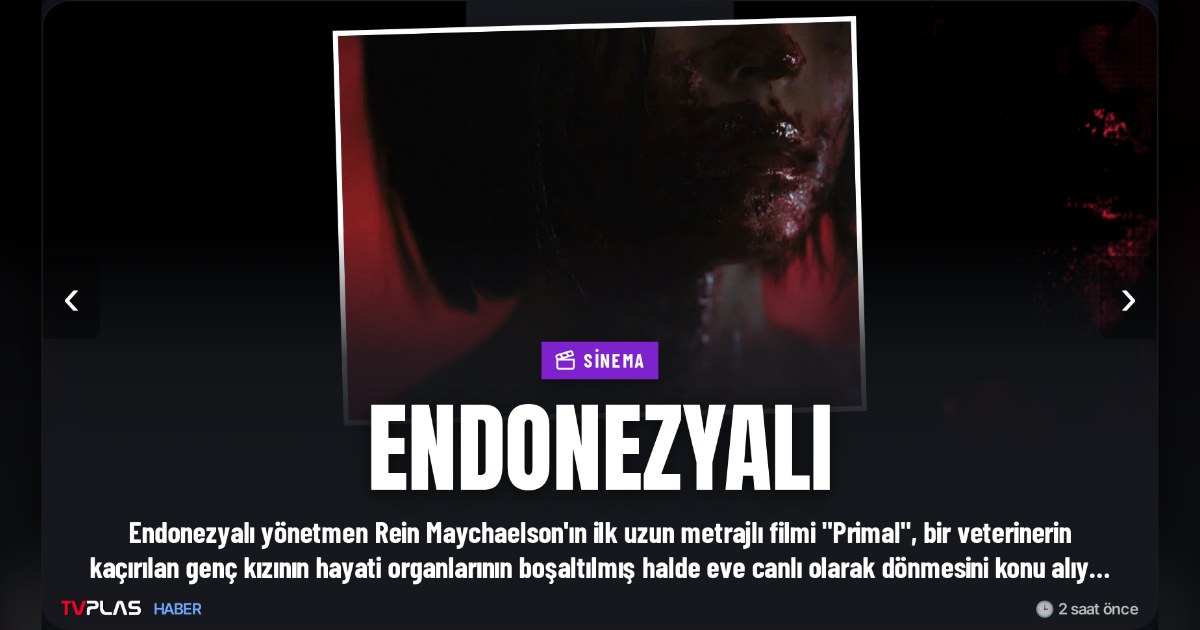 SİNEMA
ENDONEZYALI
Endonezyalı yönetmen Rein Maychaelson'ın ilk uzun metrajlı filmi "Primal", bir veterinerin
kaçırılan genç kızının hayati organlarının boşaltılmış halde eve canlı olarak dönmesini konu alıy...
TVPLAS HABER
2 saat önce